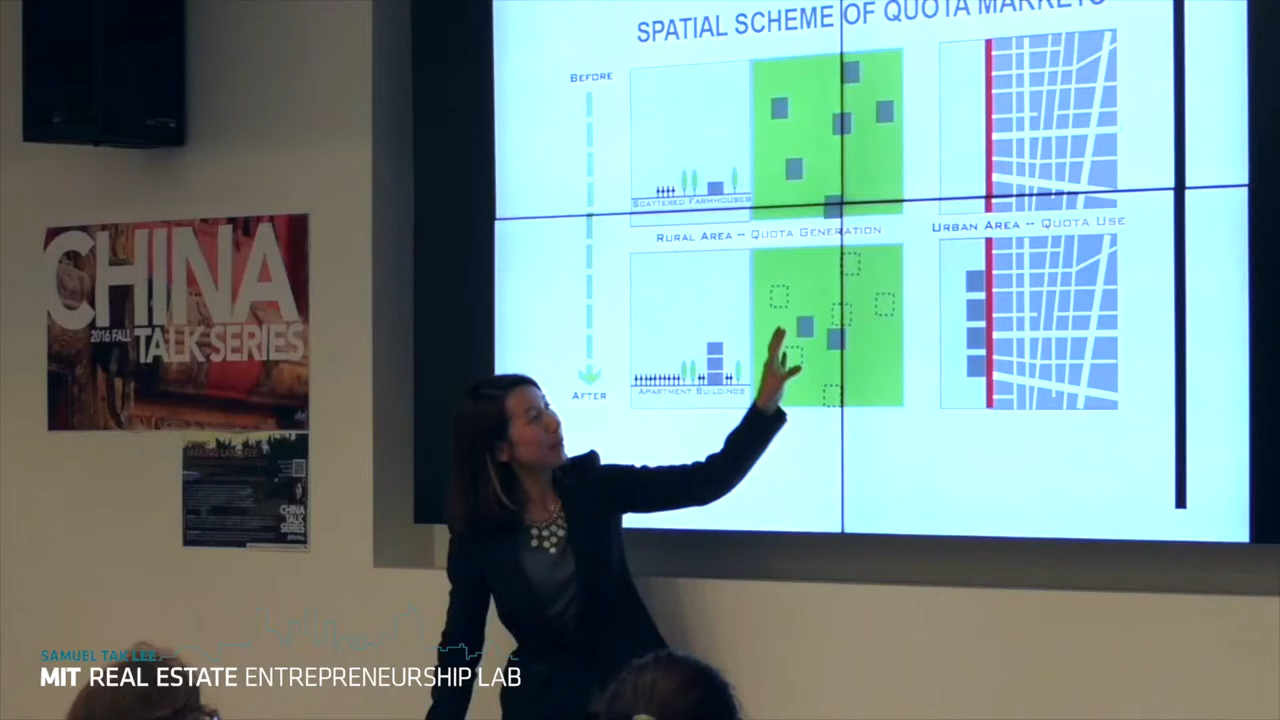 SPATIAL SCHEME OF QUOTA MARKETS
BEFORE
SCATTERED FARMHOUSES
RURAL AREA -- QUOTA GENERATION
URBAN AREA -- QUOTA USE
APARTMENT BUILDINGS
AFTER
CHINA
2016 FALL TALK SERIES
CHINA
TALK
SERIES
SAMUEL TAK LEE
MIT REAL ESTATE ENTREPRENEURSHIP LAB